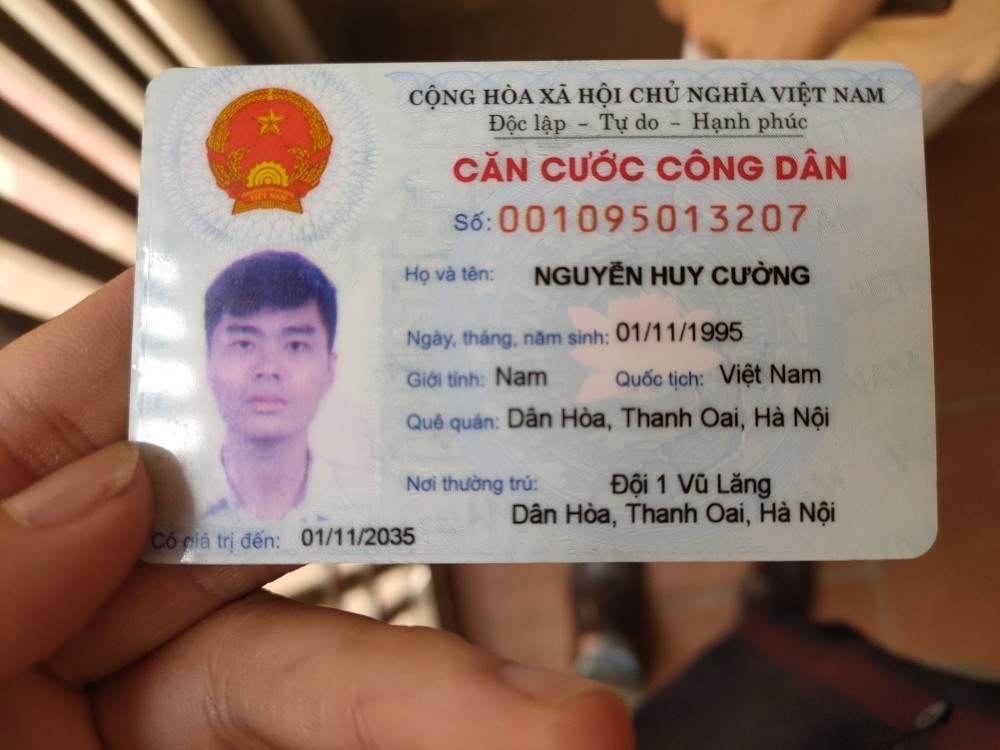 CỘNG HÒA XÃ HỘI CHỦ NGHĨA VIỆT NAM
Độc lập - Tự do - Hạnh phúc
CĂN CƯỚC CÔNG DÂN
Số: 001095013207
Họ và tên: NGUYỄN HUY CƯỜNG
Ngày, tháng, năm sinh: 01/11/1995
Giới tính: Nam Quốc tịch: Việt Nam
Quê quán: Dân Hòa, Thanh Oai, Hà Nội
Nơi thường trú: Đội 1 Vũ Lăng
Dân Hòa, Thanh Oai, Hà Nội
Có giá trị đến: 01/11/2035
VIỆT NAM